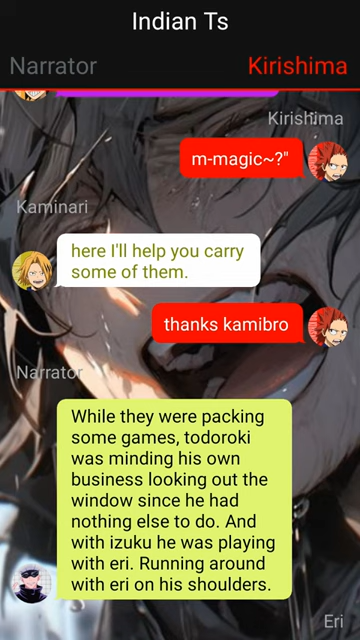 Indian Ts
Narrator
Kirishima
Kirishima
m-magic~?"
Kaminari
here I'll help you carry
some of them.
thanks kamibro
Narrator
While they were packing
some games, todoroki
was minding his own
business looking out the
window since he had
nothing else to do. And
with izuku he was playing
with eri. Running around
with eri on his shoulders.
Eri